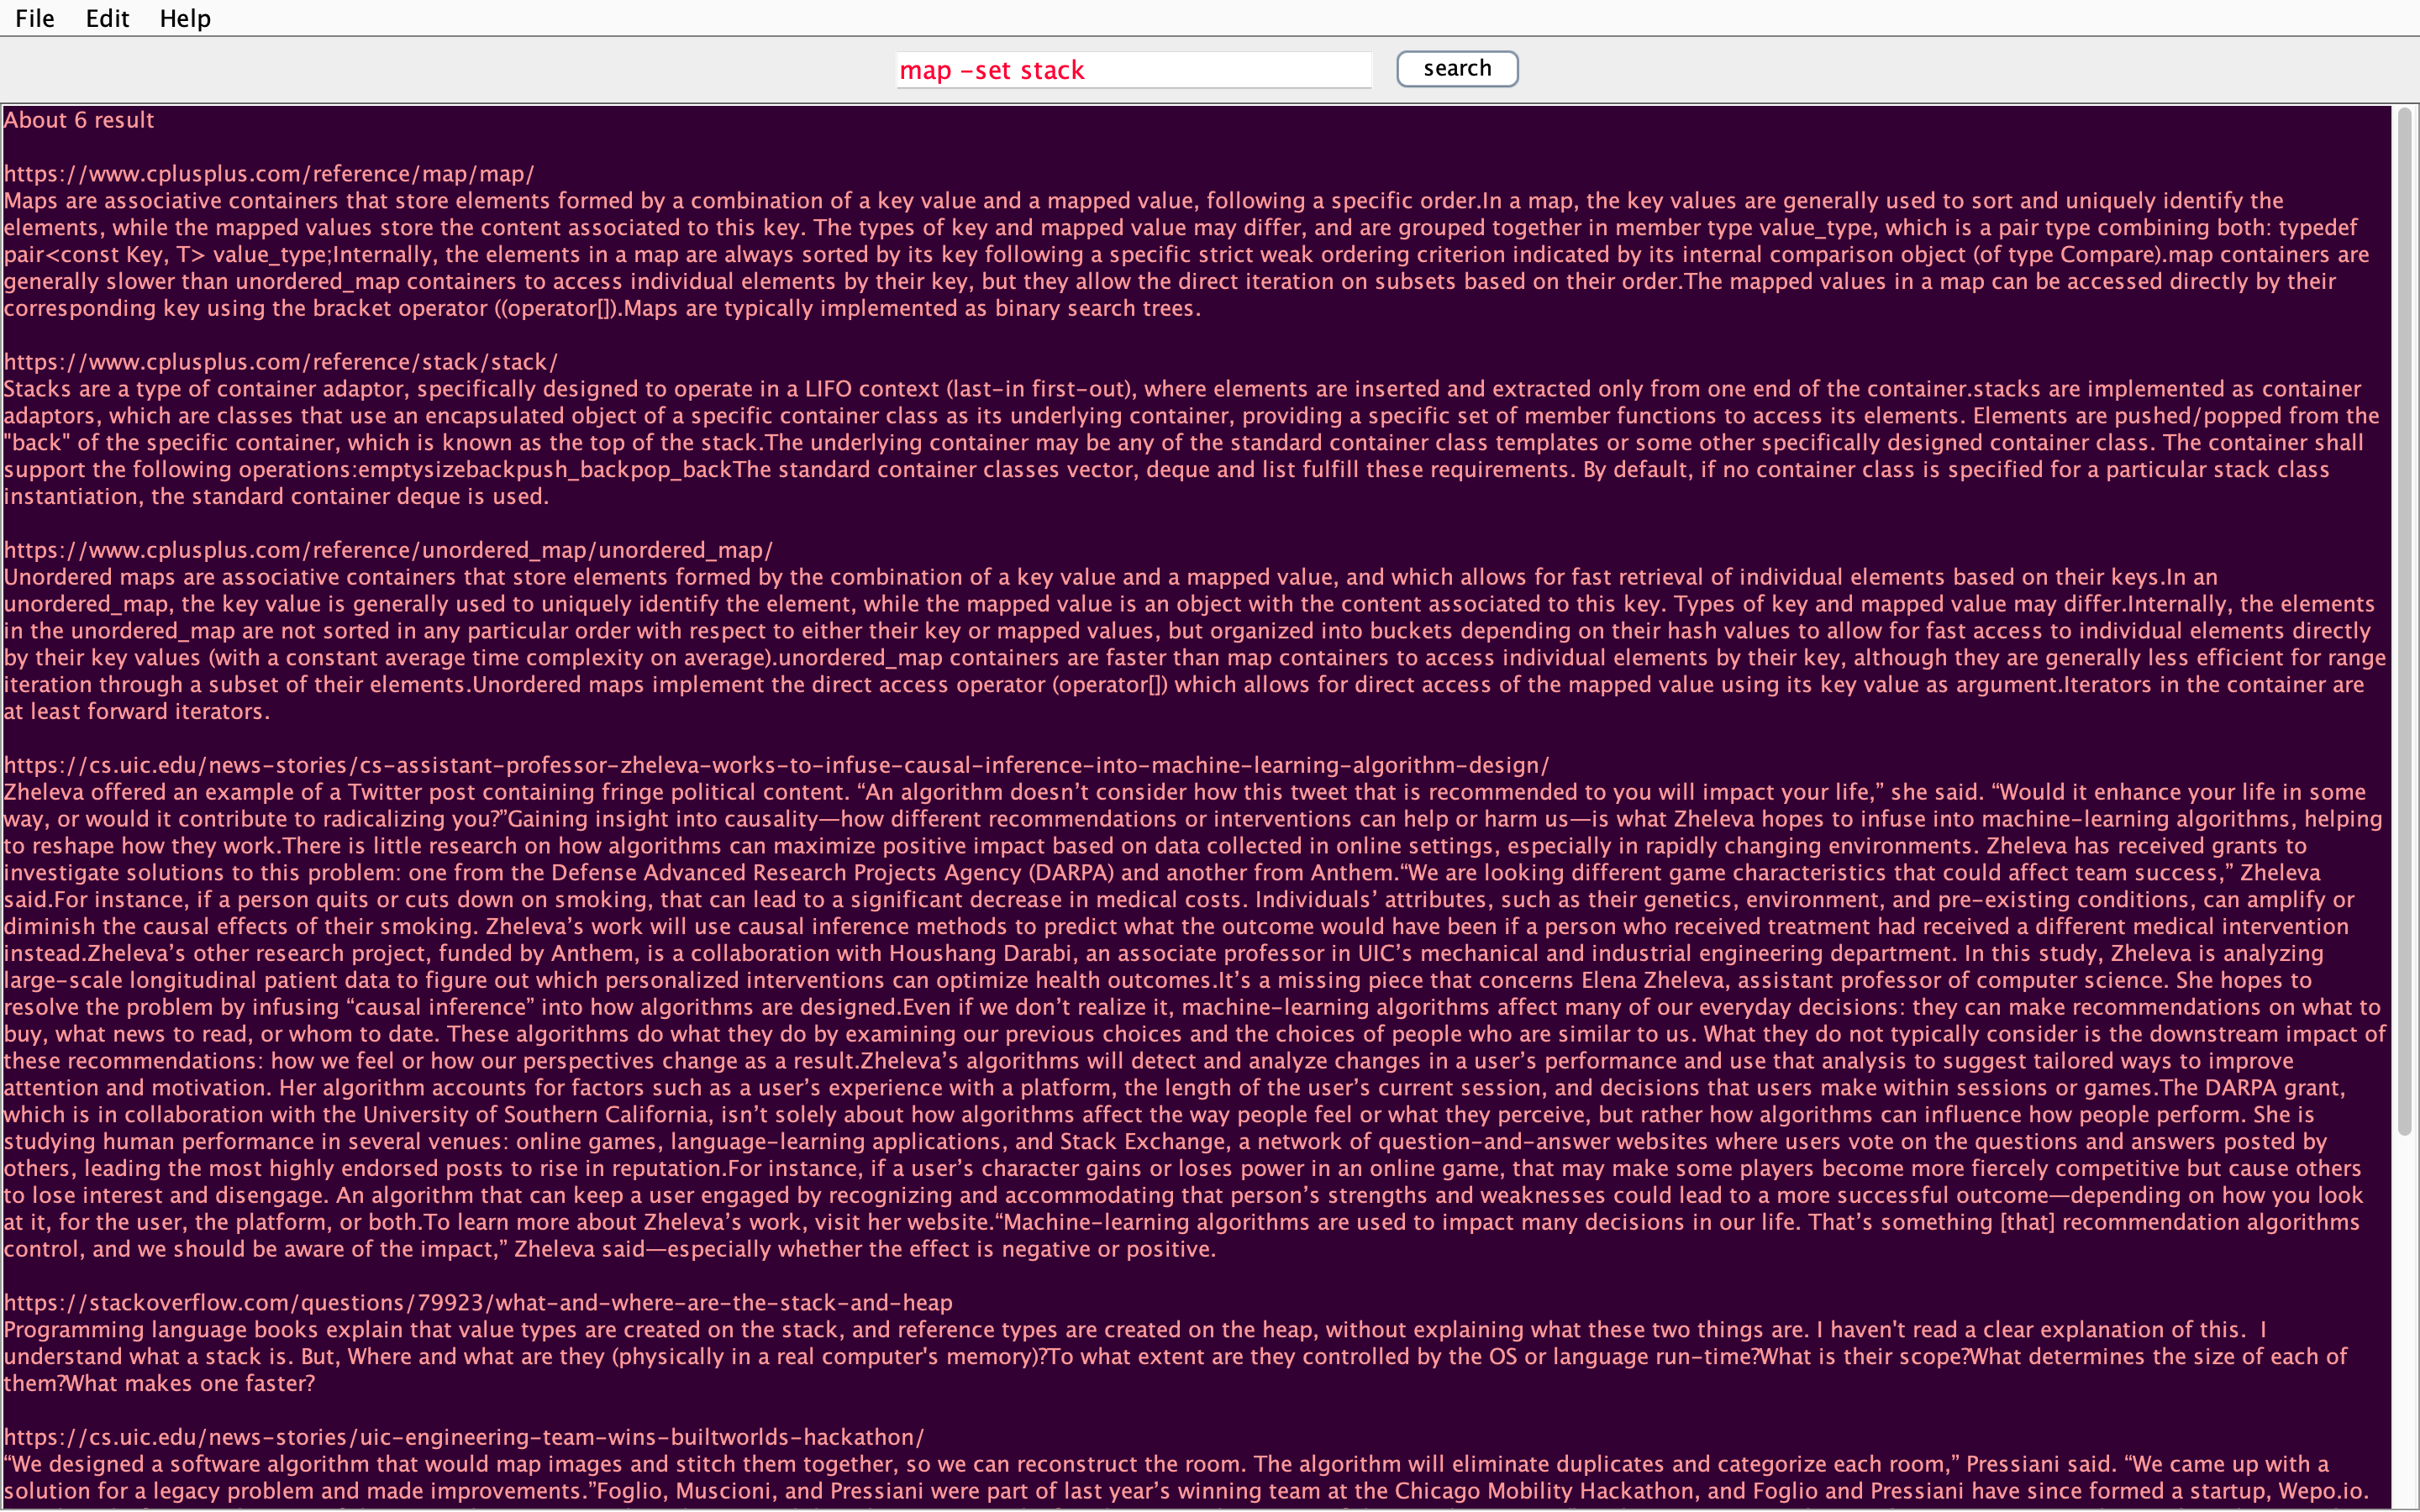 File Edit Help
map -set stack search
About 6 result
https://www.cplusplus.com/reference/map/map/
Maps are associative containers that store elements formed by a combination of a key value and a mapped value, following a specific order.In a map, the key values are generally used to sort and uniquely identify the
elements, while the mapped values store the content associated to this key. The types of key and mapped value may differ, and are grouped together in member type value_type, which is a pair type combining both: typedef
pair<const Key, T> value_type;Internally, the elements in a map are always sorted by its key following a specific strict weak ordering criterion indicated by its internal comparison object (of type Compare).map containers are
generally slower than unordered_map containers to access individual elements by their key, but they allow the direct iteration on subsets based on their order.The mapped values in a map can be accessed directly by their
corresponding key using the bracket operator ((operator[]).Maps are typically implemented as binary search trees.
https://www.cplusplus.com/reference/stack/stack/
Stacks are a type of container adaptor, specifically designed to operate in a LIFO context (last-in first-out), where elements are inserted and extracted only from one end of the container.stacks are implemented as container
adaptors, which are classes that use an encapsulated object of a specific container class as its underlying container, providing a specific set of member functions to access its elements. Elements are pushed/popped from the
"back" of the specific container, which is known as the top of the stack.The underlying container may be any of the standard container class templates or some other specifically designed container class. The container shall
support the following operations:emptysizebackpush_backpop_backThe standard container classes vector, deque and list fulfill these requirements. By default, if no container class is specified for a particular stack class
instantiation, the standard container deque is used.
https://www.cplusplus.com/reference/unordered_map/unordered_map/
Unordered maps are associative containers that store elements formed by the combination of a key value and a mapped value, and which allows for fast retrieval of individual elements based on their keys.In an
unordered_map, the key value is generally used to uniquely identify the element, while the mapped value is an object with the content associated to this key. Types of key and mapped value may differ.Internally, the elements
in the unordered_map are not sorted in any particular order with respect to either their key or mapped values, but organized into buckets depending on their hash values to allow for fast access to individual elements directly
by their key values (with a constant average time complexity on average).unordered_map containers are faster than map containers to access individual elements by their key, although they are generally less efficient for range
iteration through a subset of their elements.Unordered maps implement the direct access operator (operator[]) which allows for direct access of the mapped value using its key value as argument.Iterators in the container are
at least forward iterators.
https://cs.uic.edu/news-stories/cs-assistant-professor-zheleva-works-to-infuse-causal-inference-into-machine-learning-algorithm-design/
Zheleva offered an example of a Twitter post containing fringe political content. “An algorithm doesn’t consider how this tweet that is recommended to you will impact your life,” she said. “Would it enhance your life in some
way, or would it contribute to radicalizing you?”Gaining insight into causality—how different recommendations or interventions can help or harm us—is what Zheleva hopes to infuse into machine-learning algorithms, helping
to reshape how they work.There is little research on how algorithms can maximize positive impact based on data collected in online settings, especially in rapidly changing environments. Zheleva has received grants to
investigate solutions to this problem: one from the Defense Advanced Research Projects Agency (DARPA) and another from Anthem.“We are looking different game characteristics that could affect team success,” Zheleva
said.For instance, if a person quits or cuts down on smoking, that can lead to a significant decrease in medical costs. Individuals’ attributes, such as their genetics, environment, and pre-existing conditions, can amplify or
diminish the causal effects of their smoking. Zheleva’s work will use causal inference methods to predict what the outcome would have been if a person who received treatment had received a different medical intervention
instead.Zheleva’s other research project, funded by Anthem, is a collaboration with Houshang Darabi, an associate professor in UIC’s mechanical and industrial engineering department. In this study, Zheleva is analyzing
large-scale longitudinal patient data to figure out which personalized interventions can optimize health outcomes.It’s a missing piece that concerns Elena Zheleva, assistant professor of computer science. She hopes to
resolve the problem by infusing “causal inference” into how algorithms are designed.Even if we don’t realize it, machine-learning algorithms affect many of our everyday decisions: they can make recommendations on what to
buy, what news to read, or whom to date. These algorithms do what they do by examining our previous choices and the choices of people who are similar to us. What they do not typically consider is the downstream impact of
these recommendations: how we feel or how our perspectives change as a result.Zheleva’s algorithms will detect and analyze changes in a user’s performance and use that analysis to suggest tailored ways to improve
attention and motivation. Her algorithm accounts for factors such as a user’s experience with a platform, the length of the user’s current session, and decisions that users make within sessions or games.The DARPA grant,
which is in collaboration with the University of Southern California, isn’t solely about how algorithms affect the way people feel or what they perceive, but rather how algorithms can influence how people perform. She is
studying human performance in several venues: online games, language-learning applications, and Stack Exchange, a network of question-and-answer websites where users vote on the questions and answers posted by
others, leading the most highly endorsed posts to rise in reputation.For instance, if a user’s character gains or loses power in an online game, that may make some players become more fiercely competitive but cause others
to lose interest and disengage. An algorithm that can keep a user engaged by recognizing and accommodating that person’s strengths and weaknesses could lead to a more successful outcome—depending on how you look
at it, for the user, the platform, or both.To learn more about Zheleva’s work, visit her website.“Machine-learning algorithms are used to impact many decisions in our life. That’s something [that] recommendation algorithms
control, and we should be aware of the impact,” Zheleva said—especially whether the effect is negative or positive.
https://stackoverflow.com/questions/79923/what-and-where-are-the-stack-and-heap
Programming language books explain that value types are created on the stack, and reference types are created on the heap, without explaining what these two things are. I haven't read a clear explanation of this.  I
understand what a stack is. But, Where and what are they (physically in a real computer's memory)?To what extent are they controlled by the OS or language run-time?What is their scope?What determines the size of each of
them?What makes one faster?
https://cs.uic.edu/news-stories/uic-engineering-team-wins-builtworlds-hackathon/
“We designed a software algorithm that would map images and stitch them together, so we can reconstruct the room. The algorithm will eliminate duplicates and categorize each room,” Pressiani said. “We came up with a
solution for a legacy problem and made improvements.”Foglio, Muscioni, and Pressiani were part of last year’s winning team at the Chicago Mobility Hackathon, and Foglio and Pressiani have since formed a startup, Wepo.io.